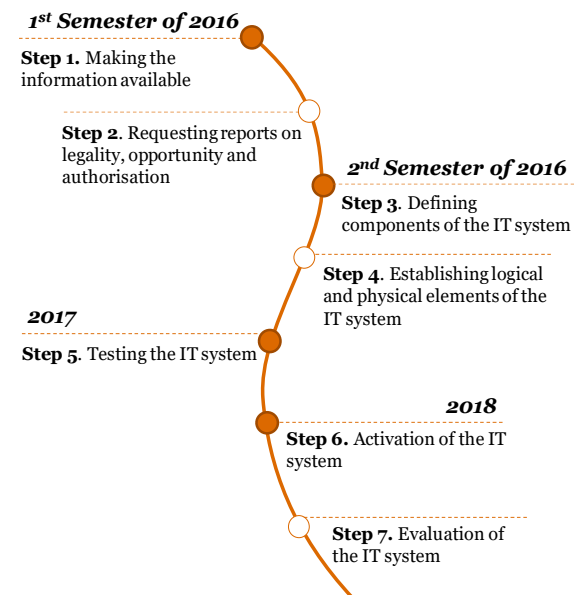 1st Semester of 2016
Step 1. Making the
information available
Step 2. Requesting reports on
legality, opportunity and
authorisation
2nd Semester of 2016
Step 3. Defining
components of the IT system
Step 4. Establishing logical
and physical elements of the
IT system
2017
Step 5. Testing the IT system
2018
Step 6. Activation of the IT
system
Step 7. Evaluation of
the IT system